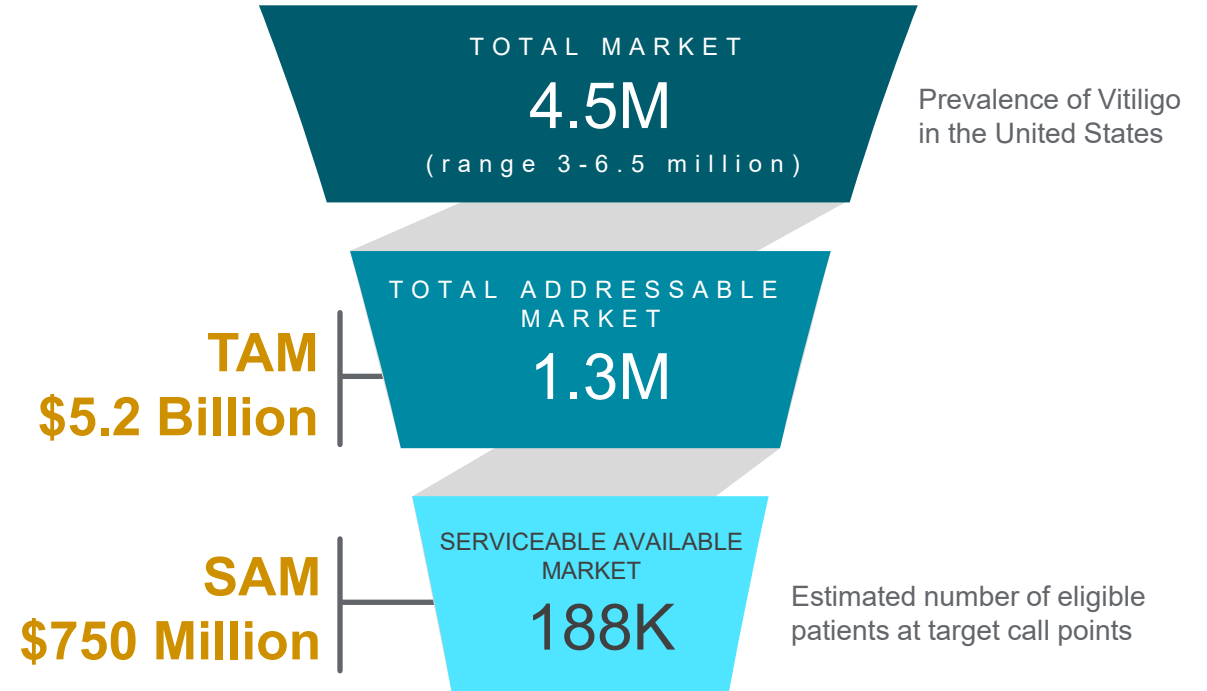 TOTAL MARKET
4.5M
(range 3-6.5 million)
Prevalence of Vitiligo
in the United States
TOTAL ADDRESSABLE
MARKET
1.3M
TAM
$5.2 Billion
SERVICEABLE AVAILABLE
MARKET
188K
SAM
$750 Million
Estimated number of eligible
patients at target call points